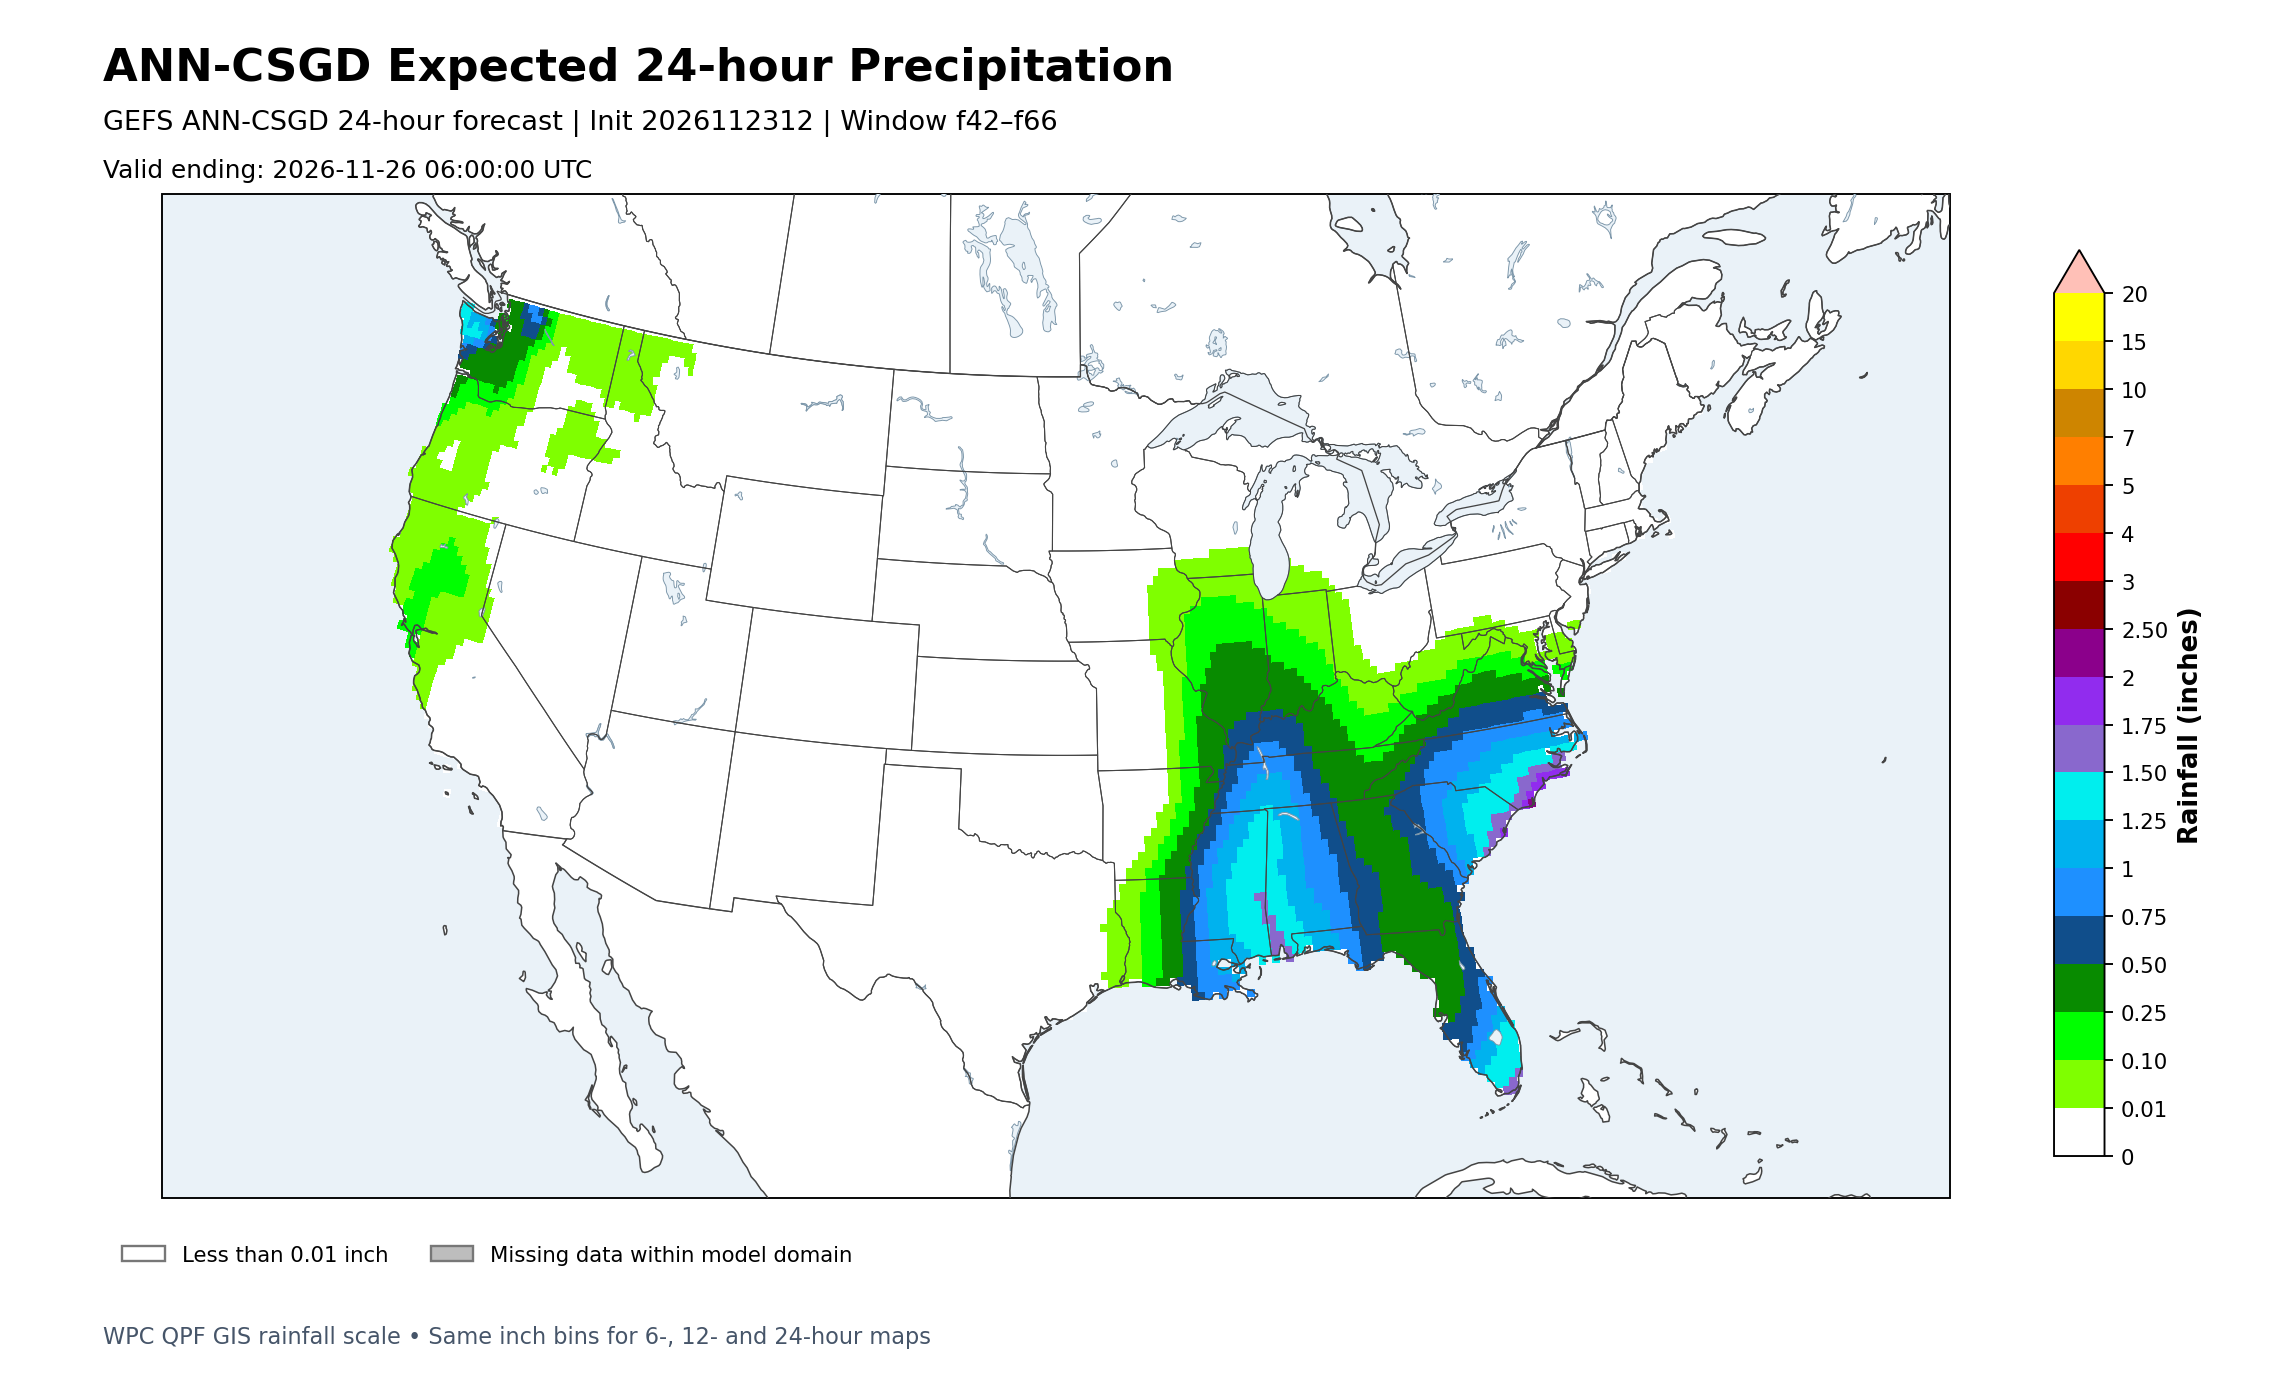 ANN-CSGD Expected 24-hour Precipitation
GEFS ANN-CSGD 24-hour forecast | Init 2026112312 | Window f42–f66
Valid ending: 2026-11-26 06:00:00 UTC
20
15
10
7
5
4
3
2.50
2
1.75
1.50
1.25
1
0.75
0.50
0.25
0.10
0.01
0
Rainfall (inches)
Less than 0.01 inch
Missing data within model domain
WPC QPF GIS rainfall scale • Same inch bins for 6-, 12- and 24-hour maps